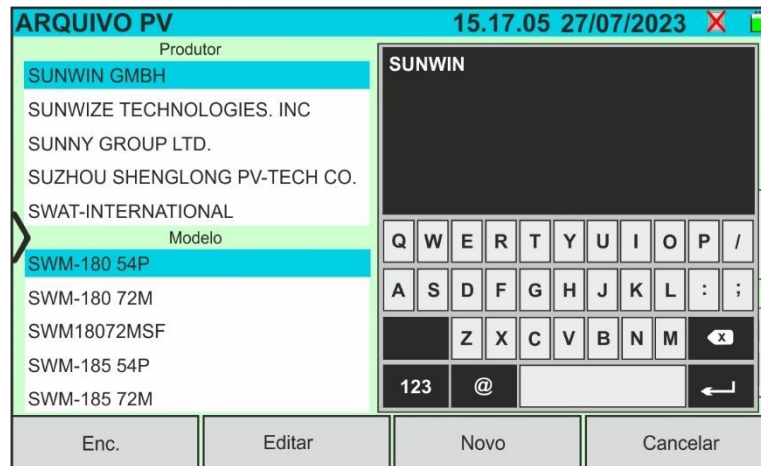 ARQUIVO PV 15.17.05 27/07/2023
Produtor
SUNWIN GMBH
SUNWIZE TECHNOLOGIES. INC
SUNNY GROUP LTD.
SUZHOU SHENGLONG PV-TECH CO.
SWAT-INTERNATIONAL
Modelo
SWM-180 54P
SWM-180 72M
SWM18072MSF
SWM-185 54P
SWM-185 72M
SUNWIN
Q W E R T Y U I O P /
A S D F G H J K L : ;
Z X C V B N M X
123 @
Enc. Editar Novo Cancelar